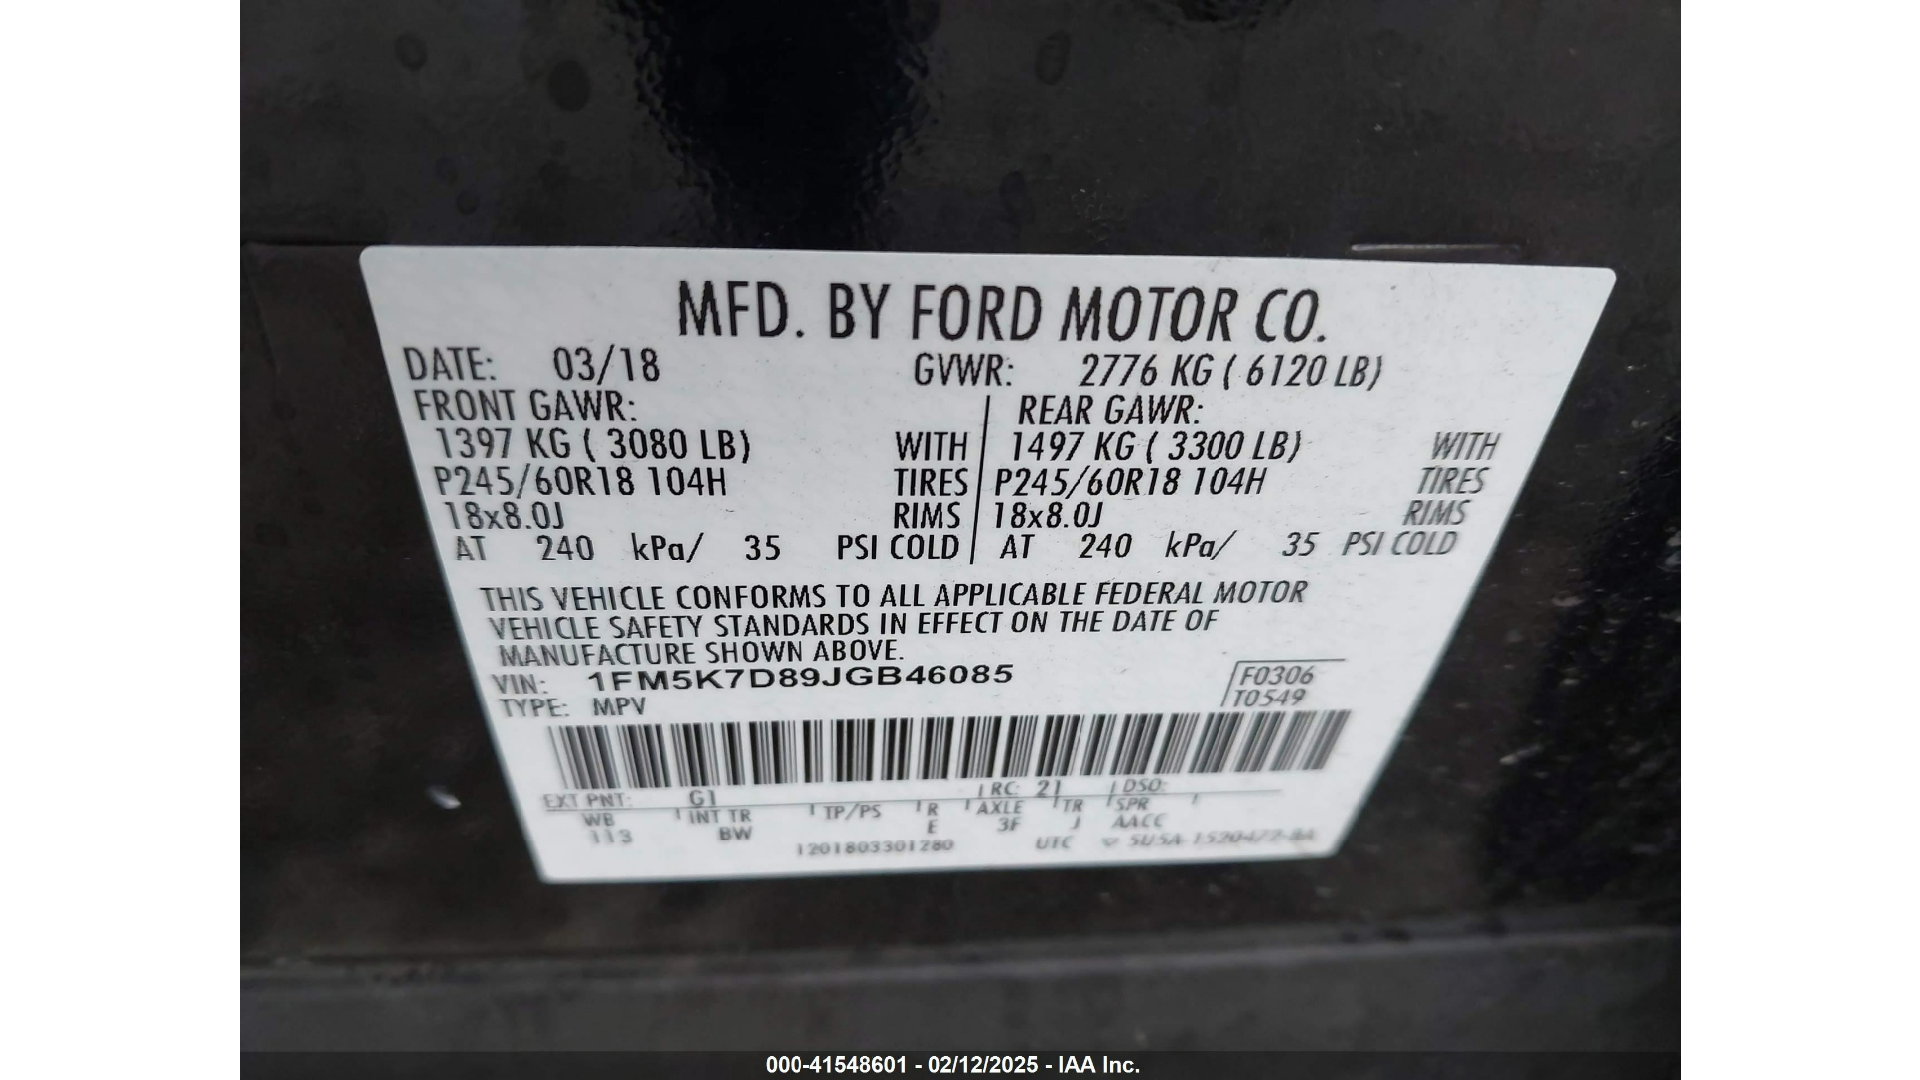 MFD. BY FORD MOTOR CO.
DATE: 03/18 GVWR: 2776 KG ( 6120 LB)
FRONT GAWR: REAR GAWR:
1397 KG ( 3080 LB) WITH 1497 KG ( 3300 LB) WITH
P245/60R18 104H TIRES P245/60R18 104H TIRES
18x8.0J RIMS 18x8.0J RIMS
AT 240 kPa/ 35 PSI COLD AT 240 kPa/ 35 PSI COLD
THIS VEHICLE CONFORMS TO ALL APPLICABLE FEDERAL MOTOR
VEHICLE SAFETY STANDARDS IN EFFECT ON THE DATE OF
MANUFACTURE SHOWN ABOVE.
VIN: 1FM5K7D89JGB46085 F0306
TYPE: MPV T0549
EXT PNT: G1 RC: 21 DSO:
WB INT TR TP/PS R AXLE TR SPR
113 BW E 3F J AACC
1201803301280 UTC
000-41548601 - 02/12/2025 - IAA Inc.